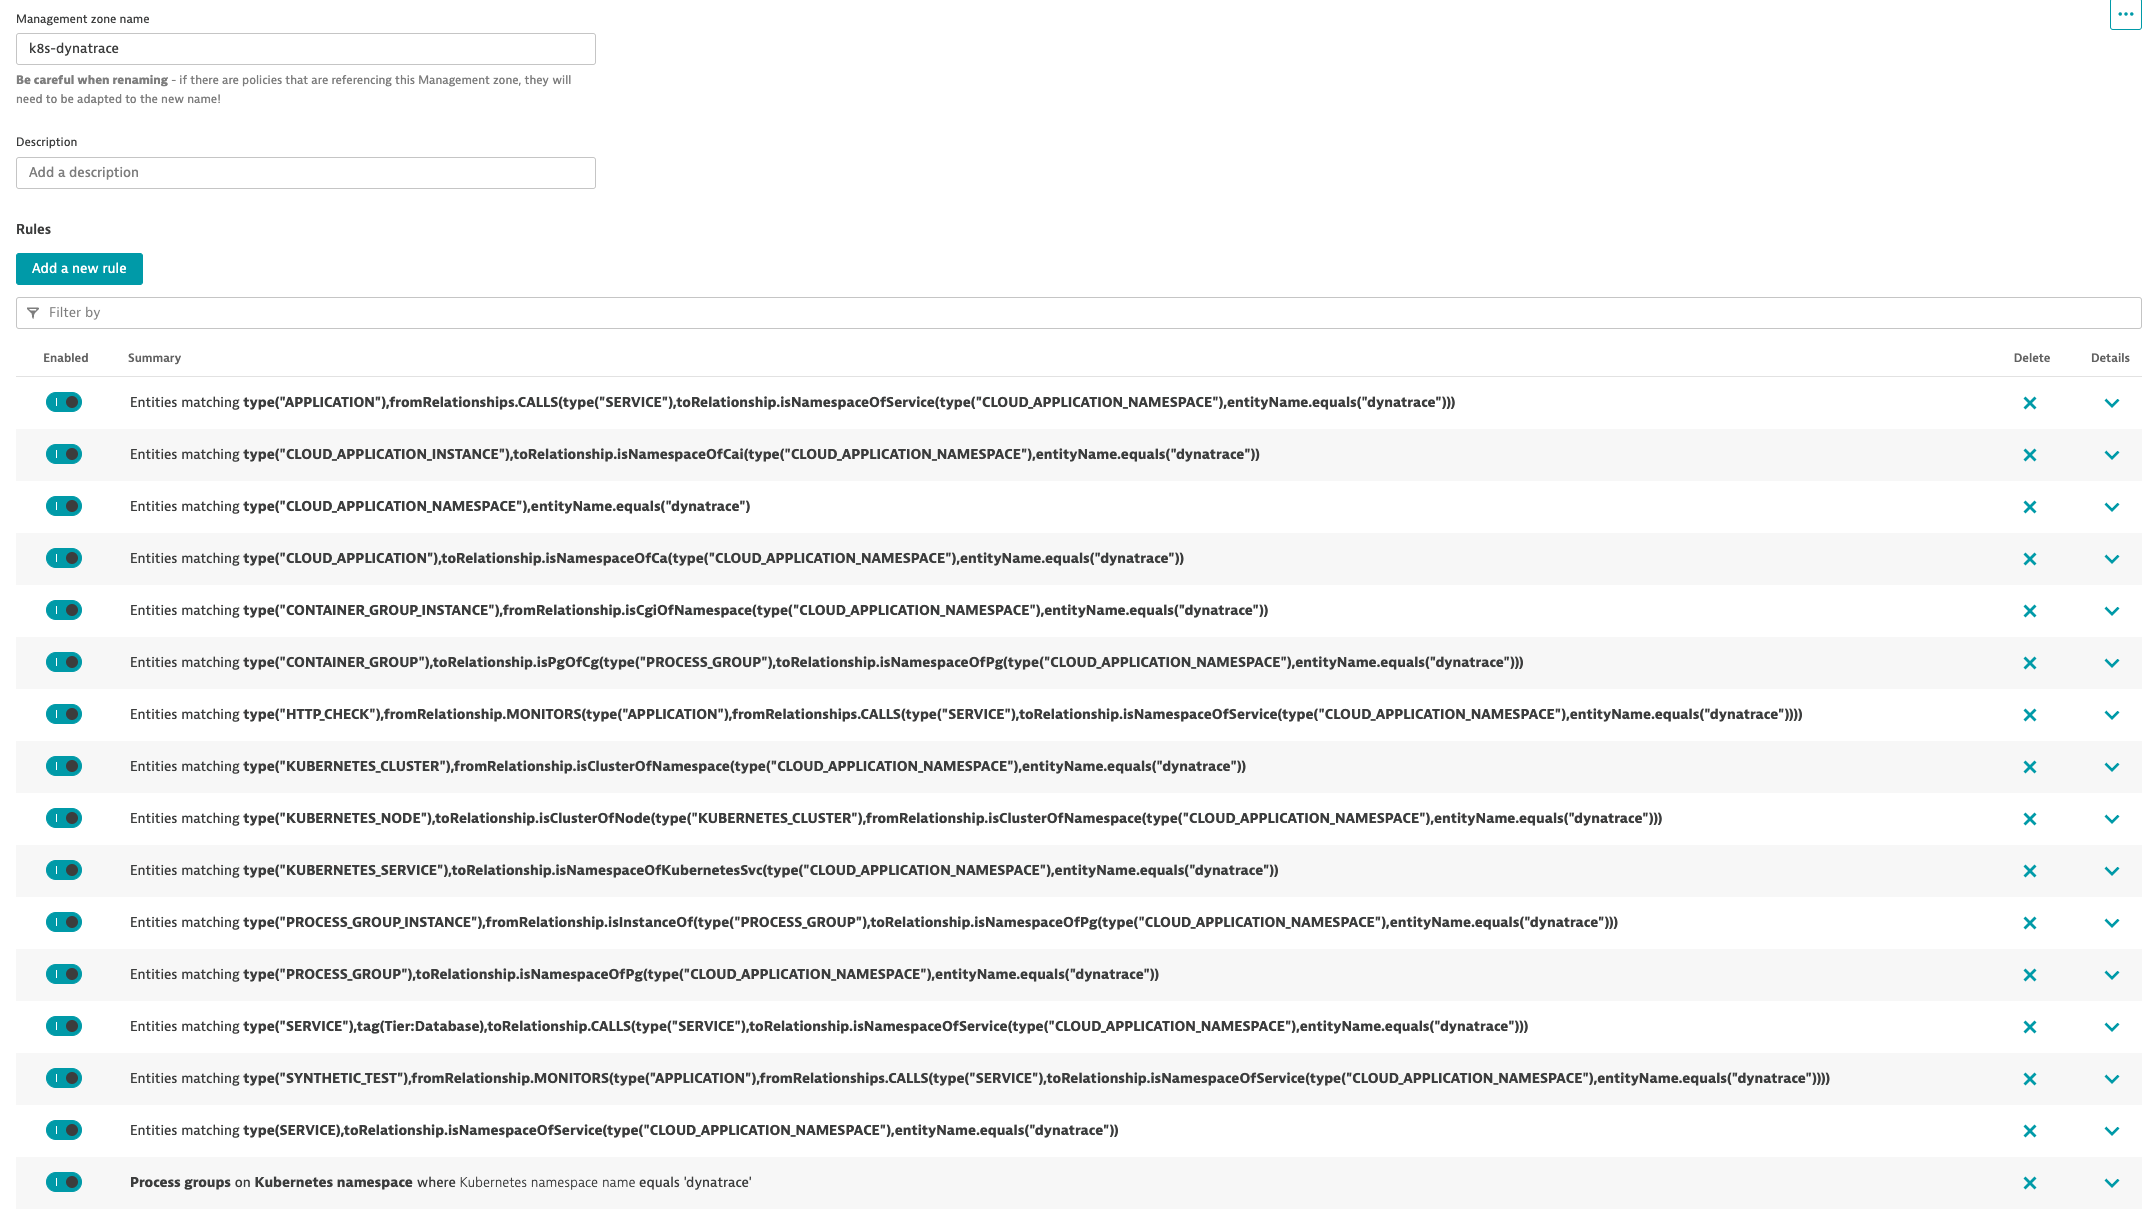 Management zone name
k8s-dynatrace
Be careful when renaming - if there are policies that are referencing this Management zone, they will
need to be adapted to the new name!
Description
Add a description
Rules
Add a new rule
Filter by
Enabled Summary Delete Details
Entities matching type("APPLICATION"),fromRelationships.CALLS(type("SERVICE"),toRelationship.isNamespaceOfService(type("CLOUD_APPLICATION_NAMESPACE"),entityName.equals("dynatrace")))
Entities matching type("CLOUD_APPLICATION_INSTANCE"),toRelationship.isNamespaceOfCai(type("CLOUD_APPLICATION_NAMESPACE"),entityName.equals("dynatrace"))
Entities matching type("CLOUD_APPLICATION_NAMESPACE"),entityName.equals("dynatrace")
Entities matching type("CLOUD_APPLICATION"),toRelationship.isNamespaceOfCa(type("CLOUD_APPLICATION_NAMESPACE"),entityName.equals("dynatrace"))
Entities matching type("CONTAINER_GROUP_INSTANCE"),fromRelationship.isCgiOfNamespace(type("CLOUD_APPLICATION_NAMESPACE"),entityName.equals("dynatrace"))
Entities matching type("CONTAINER_GROUP"),toRelationship.isPgOfCg(type("PROCESS_GROUP"),toRelationship.isNamespaceOfPg(type("CLOUD_APPLICATION_NAMESPACE"),entityName.equals("dynatrace")))
Entities matching type("HTTP_CHECK"),fromRelationship.MONITORS(type("APPLICATION"),fromRelationships.CALLS(type("SERVICE"),toRelationship.isNamespaceOfService(type("CLOUD_APPLICATION_NAMESPACE"),entityName.equals("dynatrace"))))
Entities matching type("KUBERNETES_CLUSTER"),fromRelationship.isClusterOfNamespace(type("CLOUD_APPLICATION_NAMESPACE"),entityName.equals("dynatrace"))
Entities matching type("KUBERNETES_NODE"),toRelationship.isClusterOfNode(type("KUBERNETES_CLUSTER"),fromRelationship.isClusterOfNamespace(type("CLOUD_APPLICATION_NAMESPACE"),entityName.equals("dynatrace")))
Entities matching type("KUBERNETES_SERVICE"),toRelationship.isNamespaceOfKubernetesSvc(type("CLOUD_APPLICATION_NAMESPACE"),entityName.equals("dynatrace"))
Entities matching type("PROCESS_GROUP_INSTANCE"),fromRelationship.isInstanceOf(type("PROCESS_GROUP"),toRelationship.isNamespaceOfPg(type("CLOUD_APPLICATION_NAMESPACE"),entityName.equals("dynatrace")))
Entities matching type("PROCESS_GROUP"),toRelationship.isNamespaceOfPg(type("CLOUD_APPLICATION_NAMESPACE"),entityName.equals("dynatrace"))
Entities matching type("SERVICE"),tag(Tier:Database),toRelationship.CALLS(type("SERVICE"),toRelationship.isNamespaceOfService(type("CLOUD_APPLICATION_NAMESPACE"),entityName.equals("dynatrace")))
Entities matching type("SYNTHETIC_TEST"),fromRelationship.MONITORS(type("APPLICATION"),fromRelationships.CALLS(type("SERVICE"),toRelationship.isNamespaceOfService(type("CLOUD_APPLICATION_NAMESPACE"),entityName.equals("dynatrace"))))
Entities matching type(SERVICE),toRelationship.isNamespaceOfService(type("CLOUD_APPLICATION_NAMESPACE"),entityName.equals("dynatrace"))
Process groups on Kubernetes namespace where Kubernetes namespace name equals 'dynatrace'